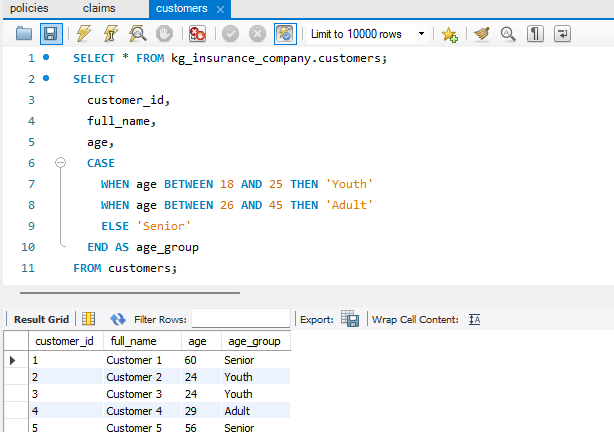 policies claims customers
Limit to 10000 rows
1 SELECT * FROM kg_insurance_company.customers;
2 SELECT
3 customer_id,
4 full_name,
5 age,
6 CASE
7 WHEN age BETWEEN 18 AND 25 THEN 'Youth'
8 WHEN age BETWEEN 26 AND 45 THEN 'Adult'
9 ELSE 'Senior'
10 END AS age_group
11 FROM customers;
Result Grid Filter Rows: Export: Wrap Cell Content:
customer_id full_name age age_group
1 Customer 1 60 Senior
2 Customer 2 24 Youth
3 Customer 3 24 Youth
4 Customer 4 29 Adult
5 Customer 5 56 Senior